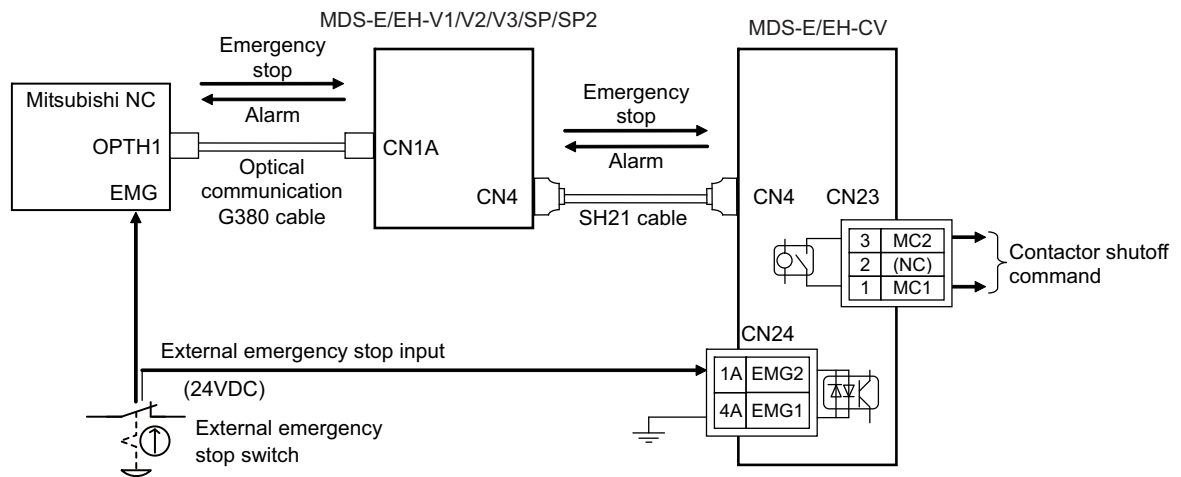 MDS-E/EH-V1/V2/V3/SP/SP2
MDS-E/EH-CV
Emergency
stop
Alarm
Mitsubishi NC
OPTH1
EMG
CN1A
Optical
communication
G380 cable
CN4
Emergency
stop
Alarm
SH21 cable
CN4
CN23
3 MC2
2 (NC)
1 MC1
Contactor shutoff
command
CN24
1A EMG2
4A EMG1
External emergency stop input
(24VDC)
External emergency
stop switch